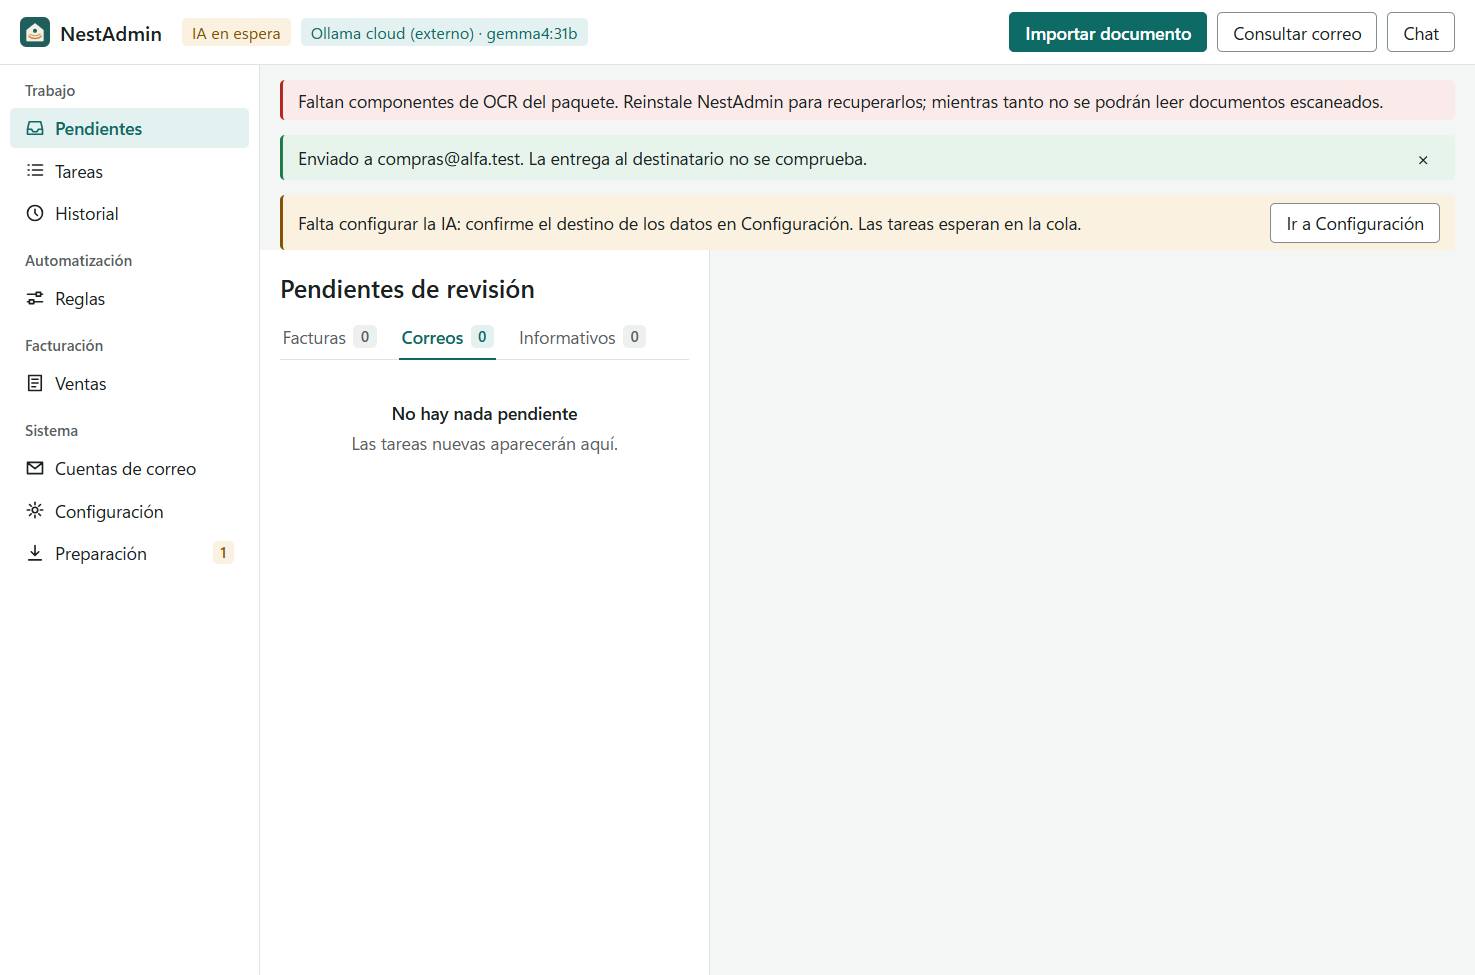 NestAdmin
IA en espera
Ollama cloud (externo) · gemma4:31b
Importar documento
Consultar correo
Chat
Trabajo
Pendientes
Tareas
Historial
Automatización
Reglas
Facturación
Ventas
Sistema
Cuentas de correo
Configuración
Preparación 1
Faltan componentes de OCR del paquete. Reinstale NestAdmin para recuperarlos; mientras tanto no se podrán leer documentos escaneados.
Enviado a compras@alfa.test. La entrega al destinatario no se comprueba. ×
Falta configurar la IA: confirme el destino de los datos en Configuración. Las tareas esperan en la cola.
Ir a Configuración
Pendientes de revisión
Facturas 0 Correos 0 Informativos 0
No hay nada pendiente
Las tareas nuevas aparecerán aquí.